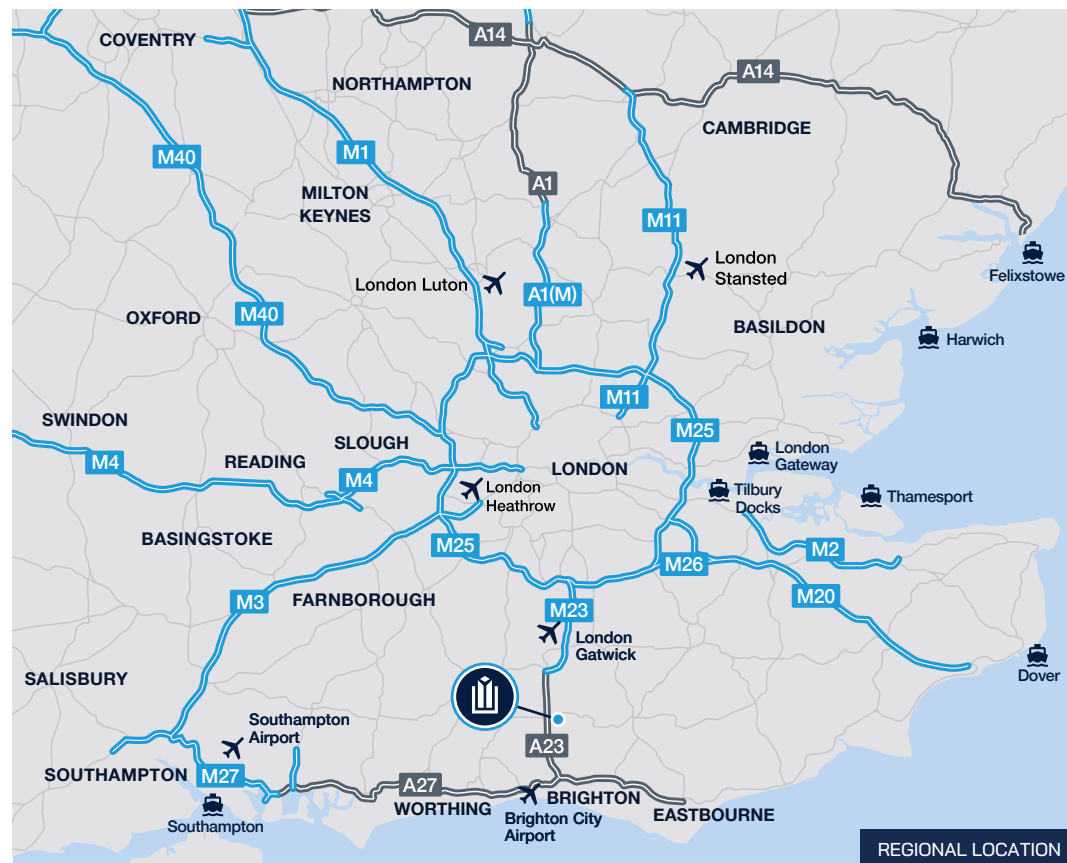 A14
COVENTRY
NORTHAMPTON
A14
CAMBRIDGE
M40
M1
A1
MILTON
KEYNES
M11
London
Stansted
Felixstowe
London Luton
A1(M)
M40
OXFORD
BASILDON
Harwich
M11
SWINDON
M25
SLOUGH
M4
READING
M4
LONDON
London
Gateway
London
Heathrow
Tilbury
Docks
Thamesport
BASINGSTOKE
M25
M2
M26
M3
FARNBOROUGH
M20
M23
London
Gatwick
SALISBURY
Dover
Southampton
Airport
A23
SOUTHAMPTON
M27
A27
WORTHING
BRIGHTON
EASTBOURNE
Brighton City
Airport
Southampton
REGIONAL LOCATION